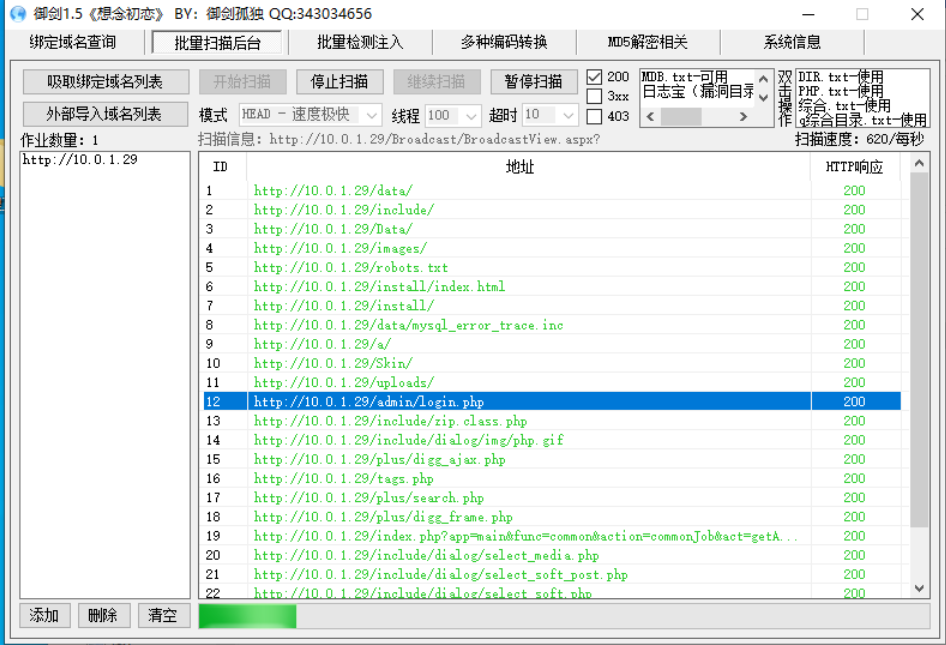 御剑1.5《想念初恋》 BY：御剑孤独 QQ:343034656
绑定域名查询 批量扫描后台 批量检测注入 多种编码转换 MD5解密相关 系统信息
吸取绑定域名列表 开始扫描 停止扫描 继续扫描 暂停扫描 200 3xx 403
MDB.txt-可用
日志宝（漏洞目录
双击操作
DIR.txt-使用
PHP.txt-使用
综合.txt-使用
q综合目录.txt-使用
外部导入域名列表 模式 HEAD - 速度极快 线程 100 超时 10
作业数量：1 扫描信息：http://10.0.1.29/Broadcast/BroadcastView.aspx? 扫描速度：620/每秒
http://10.0.1.29
ID 地址 HTTP响应
1 http://10.0.1.29/data/ 200
2 http://10.0.1.29/include/ 200
3 http://10.0.1.29/Data/ 200
4 http://10.0.1.29/images/ 200
5 http://10.0.1.29/robots.txt 200
6 http://10.0.1.29/install/index.html 200
7 http://10.0.1.29/install/ 200
8 http://10.0.1.29/data/mysql_error_trace.inc 200
9 http://10.0.1.29/a/ 200
10 http://10.0.1.29/Skin/ 200
11 http://10.0.1.29/uploads/ 200
12 http://10.0.1.29/admin/login.php 200
13 http://10.0.1.29/include/zip.class.php 200
14 http://10.0.1.29/include/dialog/img/php.gif 200
15 http://10.0.1.29/plus/digg_ajax.php 200
16 http://10.0.1.29/tags.php 200
17 http://10.0.1.29/plus/search.php 200
18 http://10.0.1.29/plus/digg_frame.php 200
19 http://10.0.1.29/index.php?app=main&func=common&action=commonJob&act=getA... 200
20 http://10.0.1.29/include/dialog/select_media.php 200
21 http://10.0.1.29/include/dialog/select_soft_post.php 200
22 http://10.0.1.29/include/dialog/select_soft.php 200
添加 删除 清空